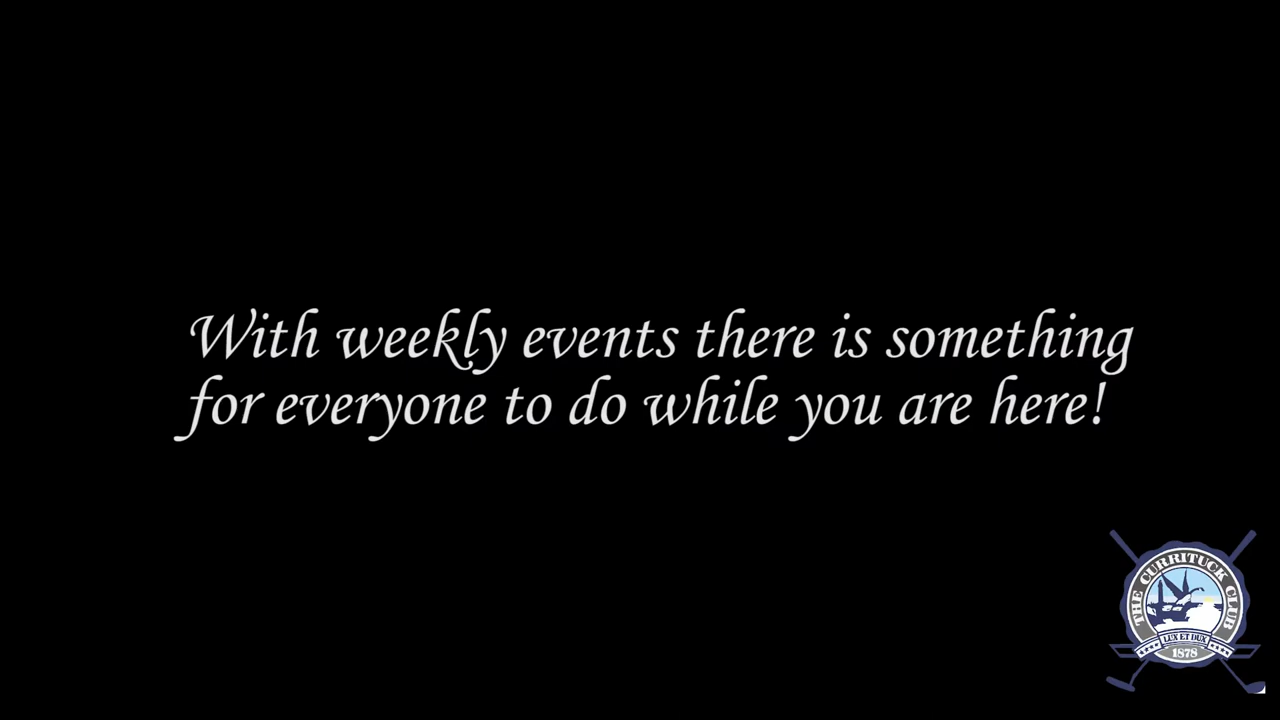 With weekly events there is something
for everyone to do while you are here!
THE CURRITUCK CLUB
LUX ET DUX
1878